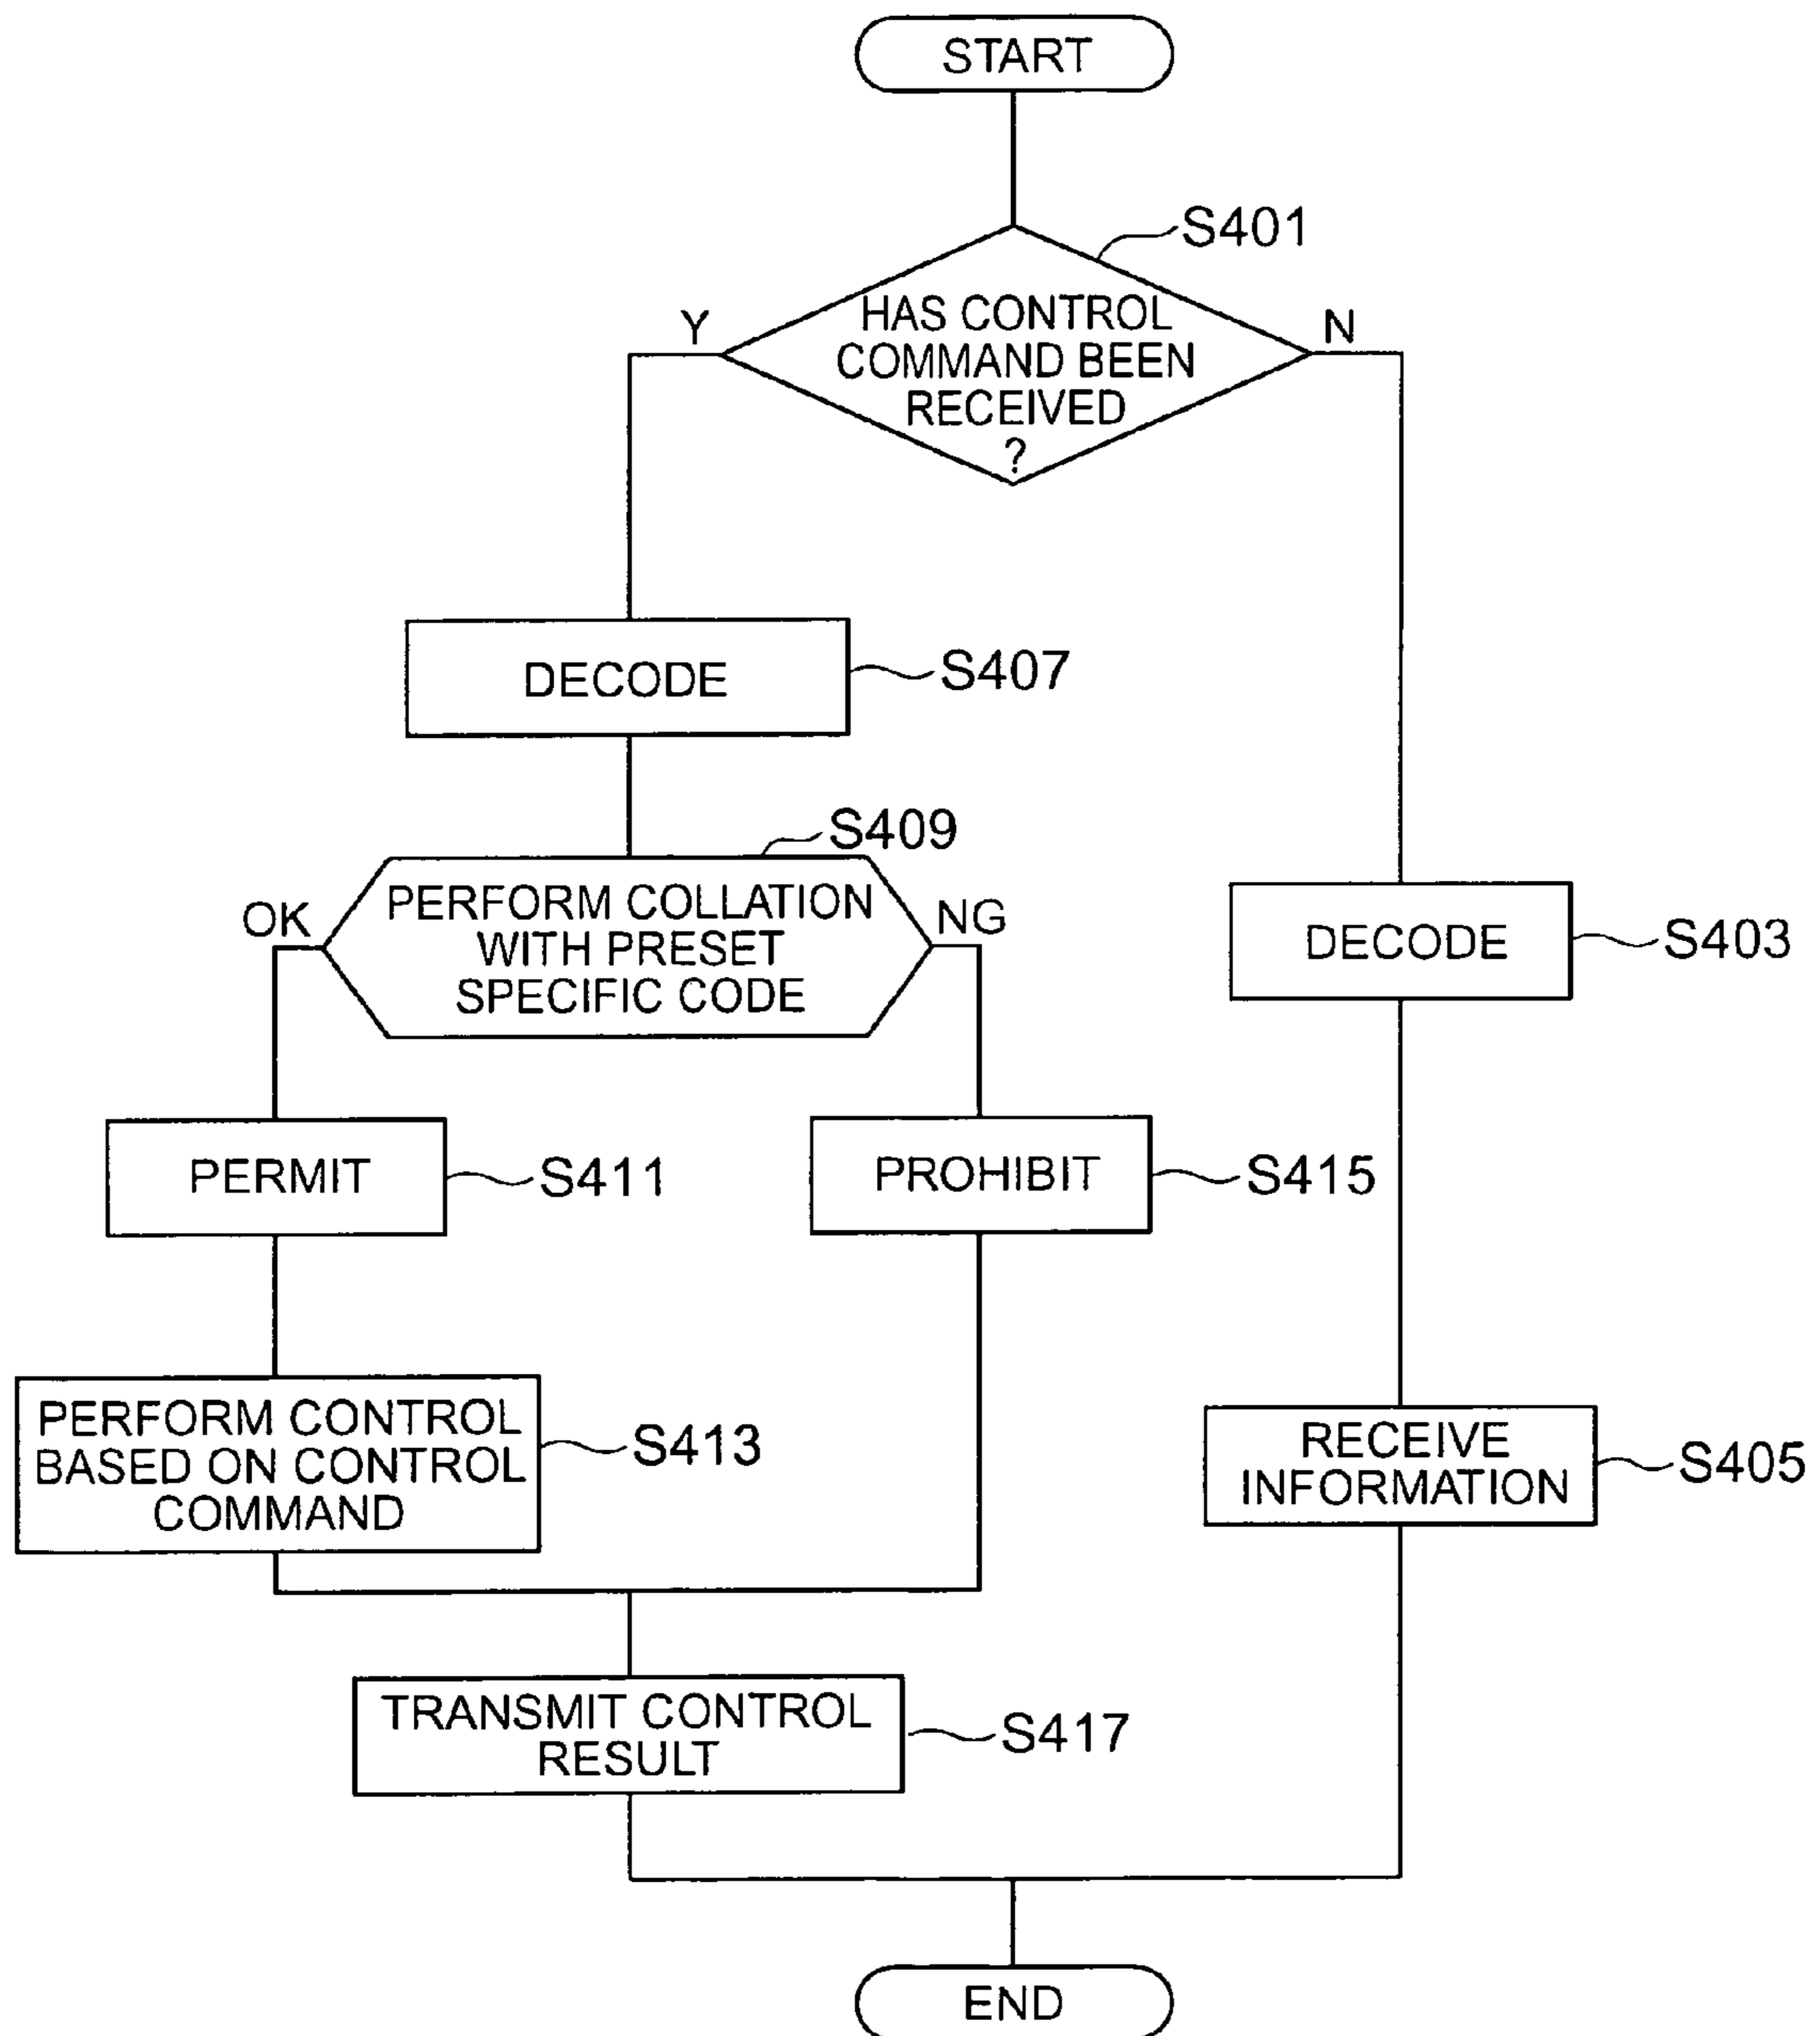 START
S401
HAS CONTROL
COMMAND BEEN
RECEIVED
?
Y
N
DECODE
S407
S409
PERFORM COLLATION
WITH PRESET
SPECIFIC CODE
OK
NG
DECODE
S403
PERMIT
S411
PROHIBIT
S415
PERFORM CONTROL
BASED ON CONTROL
COMMAND
S413
RECEIVE
INFORMATION
S405
TRANSMIT CONTROL
RESULT
S417
END